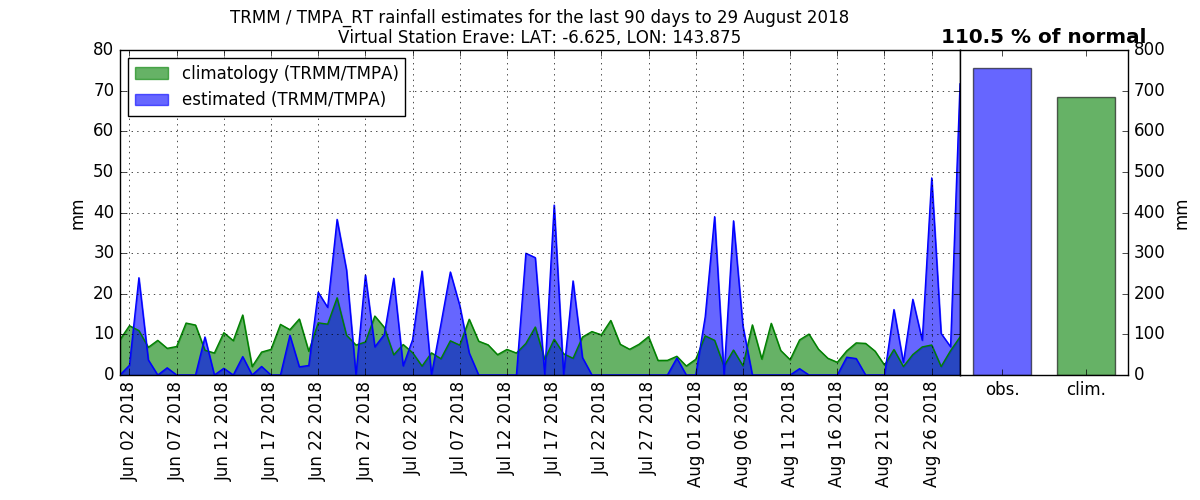 TRMM / TMPA_RT rainfall estimates for the last 90 days to 29 August 2018
Virtual Station Erave: LAT: -6.625, LON: 143.875
110.5 % of normal
climatology (TRMM/TMPA)
estimated (TRMM/TMPA)
mm
80
70
60
50
40
30
20
10
0
Jun 02 2018
Jun 07 2018
Jun 12 2018
Jun 17 2018
Jun 22 2018
Jun 27 2018
Jul 02 2018
Jul 07 2018
Jul 12 2018
Jul 17 2018
Jul 22 2018
Jul 27 2018
Aug 01 2018
Aug 06 2018
Aug 11 2018
Aug 16 2018
Aug 21 2018
Aug 26 2018
obs.
clim.
800
700
600
500
400
300
200
100
0
mm